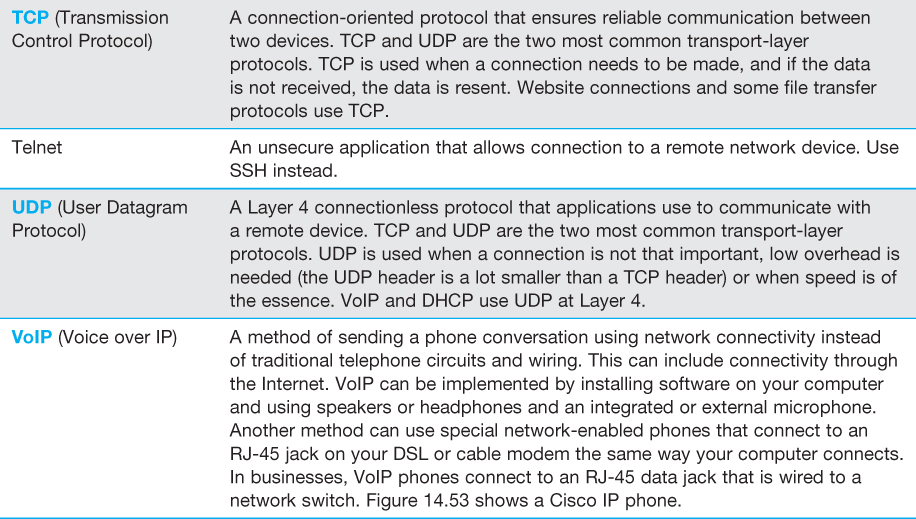 TCP (Transmission Control Protocol)
A connection-oriented protocol that ensures reliable communication between
two devices. TCP and UDP are the two most common transport-layer
protocols. TCP is used when a connection needs to be made, and if the data
is not received, the data is resent. Website connections and some file transfer
protocols use TCP.
Telnet
An unsecure application that allows connection to a remote network device. Use
SSH instead.
UDP (User Datagram
Protocol)
A Layer 4 connectionless protocol that applications use to communicate with
a remote device. TCP and UDP are the two most common transport-layer
protocols. UDP is used when a connection is not that important, low overhead is
needed (the UDP header is a lot smaller than a TCP header) or when speed is of
the essence. VoIP and DHCP use UDP at Layer 4.
VoIP (Voice over IP)
A method of sending a phone conversation using network connectivity instead
of traditional telephone circuits and wiring. This can include connectivity through
the Internet. VoIP can be implemented by installing software on your computer
and using speakers or headphones and an integrated or external microphone.
Another method can use special network-enabled phones that connect to an
RJ-45 jack on your DSL or cable modem the same way your computer connects.
In businesses, VoIP phones connect to an RJ-45 data jack that is wired to a
network switch. Figure 14.53 shows a Cisco IP phone.